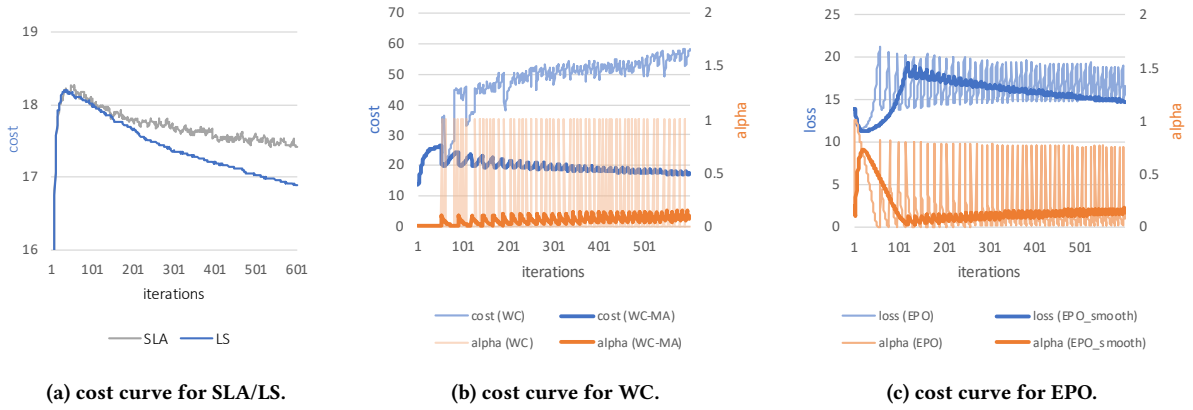 19
18
17
16
cost
1
101
201
301
401
501
601
iterations
SLA
LS
(a) cost curve for SLA/LS.
70
60
50
40
30
20
10
0
cost
2
1.5
1
0.5
0
alpha
1
101
201
301
401
501
iterations
cost (WC)
cost (WC-MA)
alpha (WC)
alpha (WC-MA)
(b) cost curve for WC.
25
20
15
10
5
0
loss
2
1.5
1
0.5
0
alpha
1
101
201
301
401
501
iterations
loss (EPO)
loss (EPO_smooth)
alpha (EPO)
alpha (EPO_smooth)
(c) cost curve for EPO.